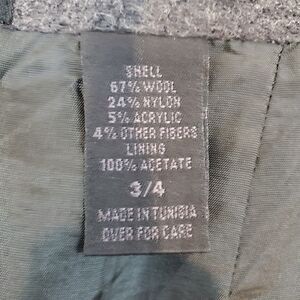 SHELL
67% WOOL
24% NYLON
5% ACRYLIC
4% OTHER FIBERS
LINING
100% ACETATE
3/4
MADE IN TUNISIA
OVER FOR CARE